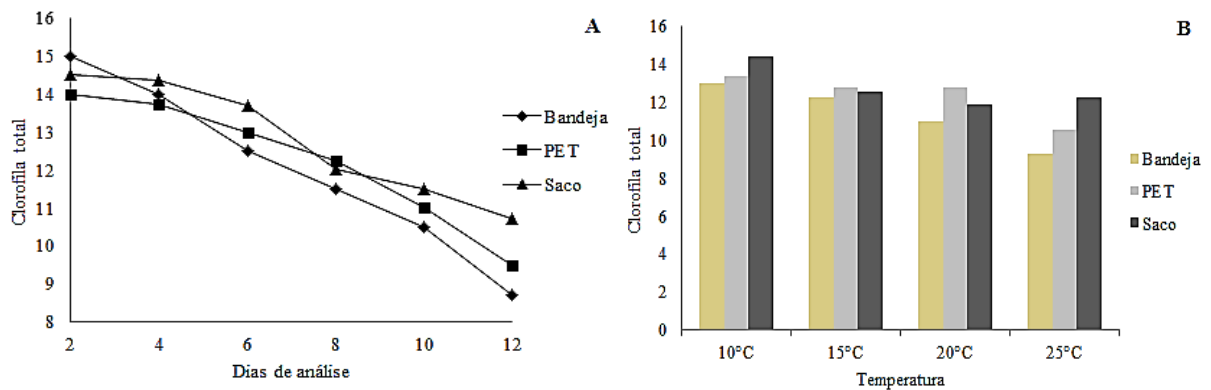 A
Clorofila total
16
15
14
13
12
11
10
9
8
2 4 6 8 10 12
Dias de análise
Bandeja
PET
Saco
B
Clorofila total
16
14
12
10
8
6
4
2
0
10°C 15°C 20°C 25°C
Temperatura
Bandeja
PET
Saco